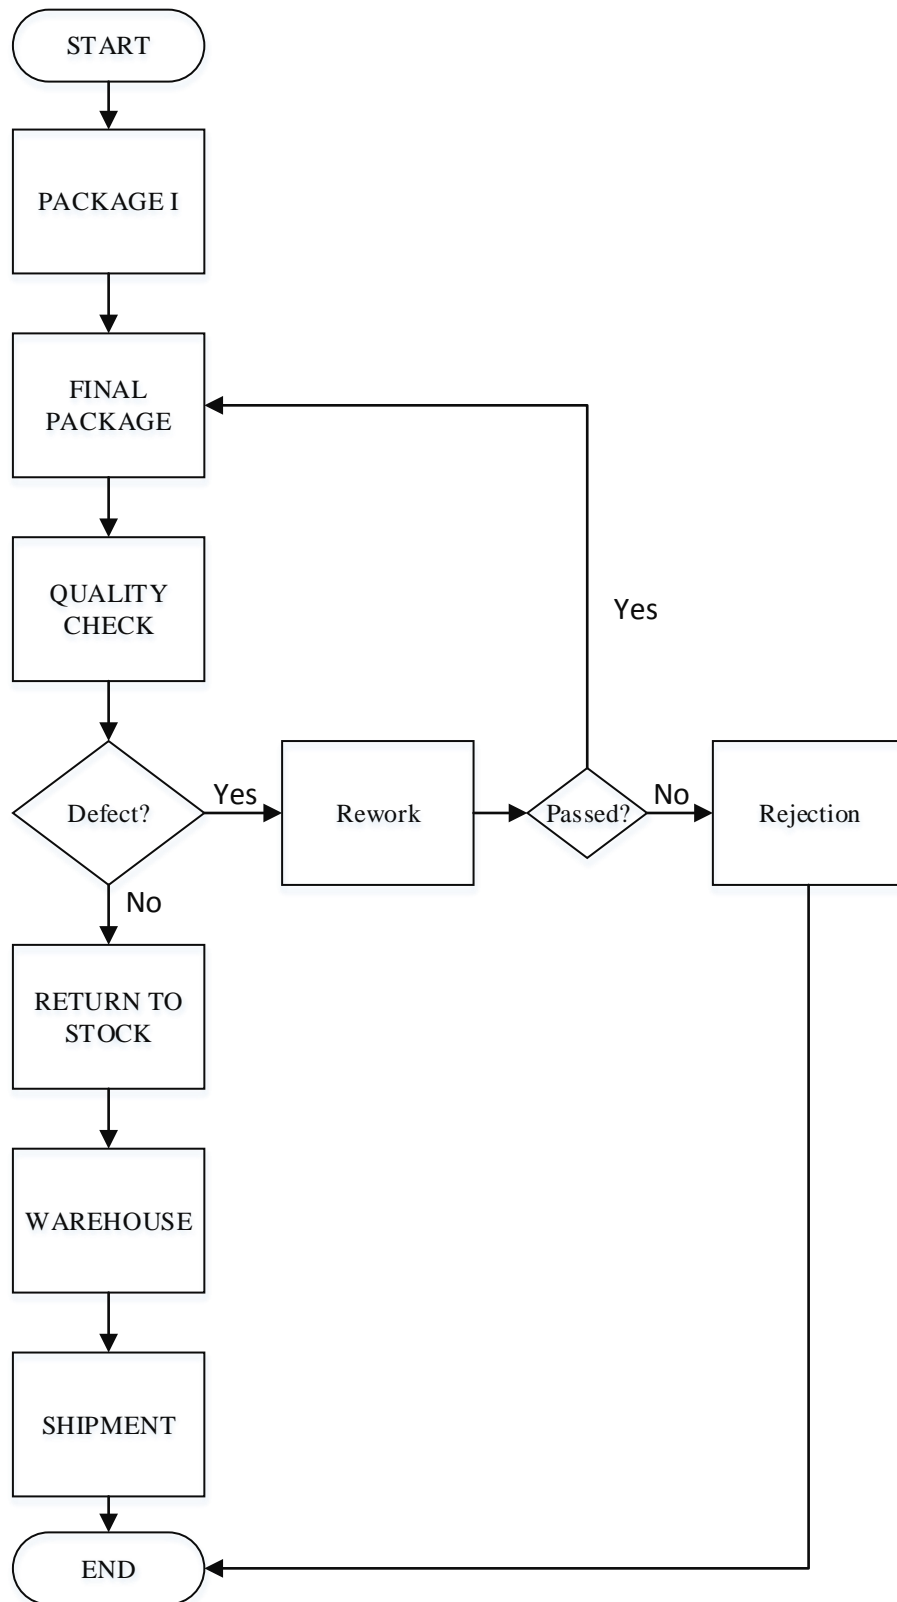 START
PACKAGE I
FINAL
PACKAGE
QUALITY
CHECK
Yes
Defect?
Yes
Rework
Passed?
No
Rejection
No
RETURN TO
STOCK
WAREHOUSE
SHIPMENT
END